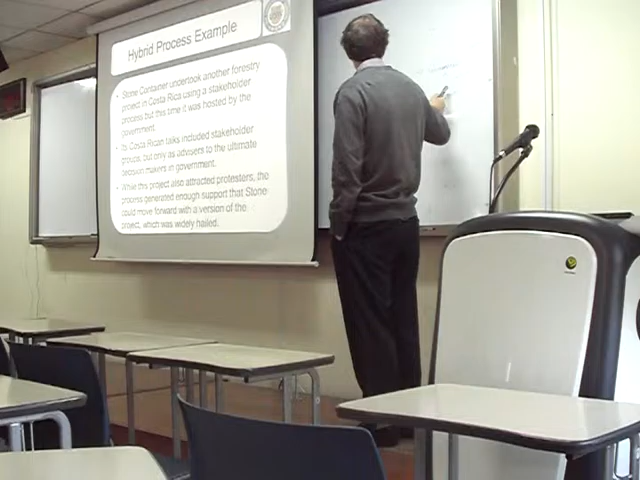 Hybrid Process Example
• Stone Container undertook another forestry
project in Costa Rica using a stakeholder
process but this time it was hosted by the
government.
• Its Costa Rican talks included stakeholder
groups, but only as advisers to the ultimate
decision makers in government.
• While this project also attracted protesters, the
process generated enough support that Stone
could move forward with a version of the
project, which was widely hailed.